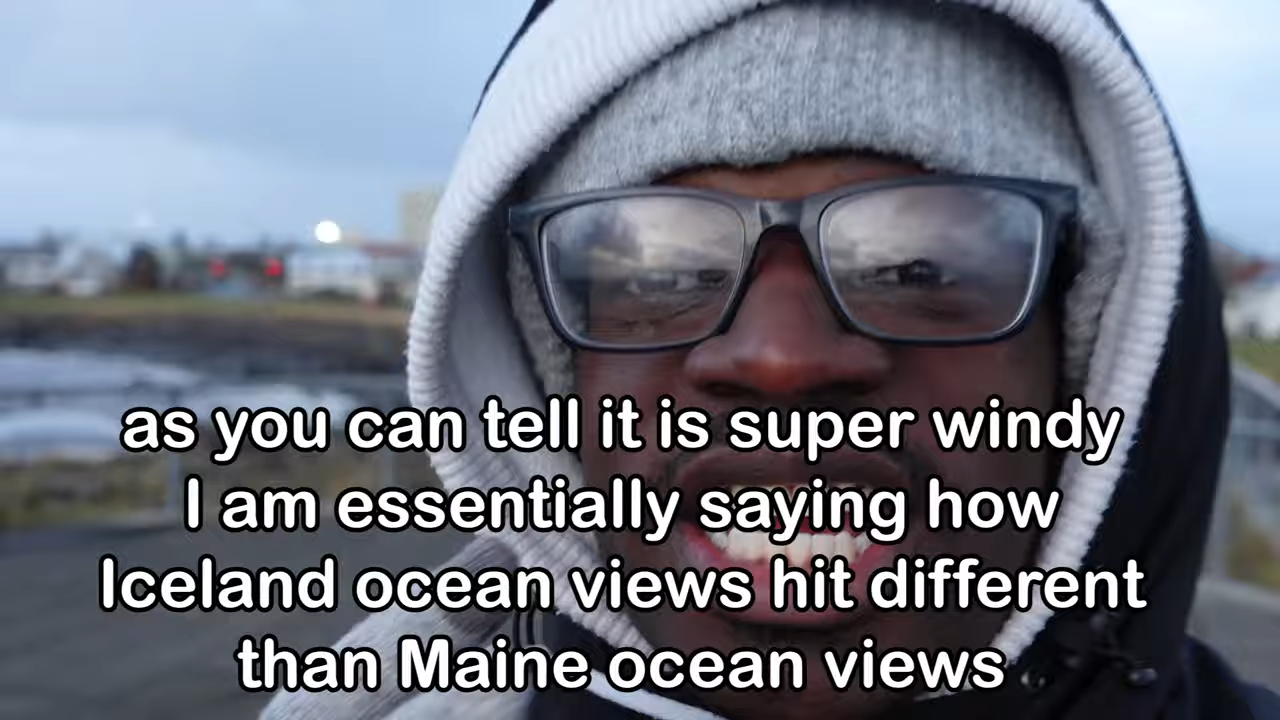 as you can tell it is super windy
I am essentially saying how
Iceland ocean views hit different
than Maine ocean views